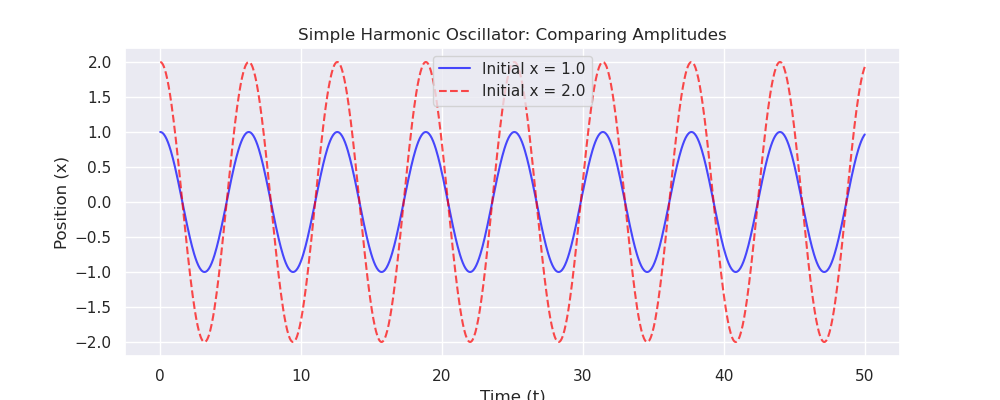 Simple Harmonic Oscillator: Comparing Amplitudes
Initial x = 1.0
Initial x = 2.0
Position (x)
2.0
1.5
1.0
0.5
0.0
−0.5
−1.0
−1.5
−2.0
0 10 20 30 40 50
Time (t)